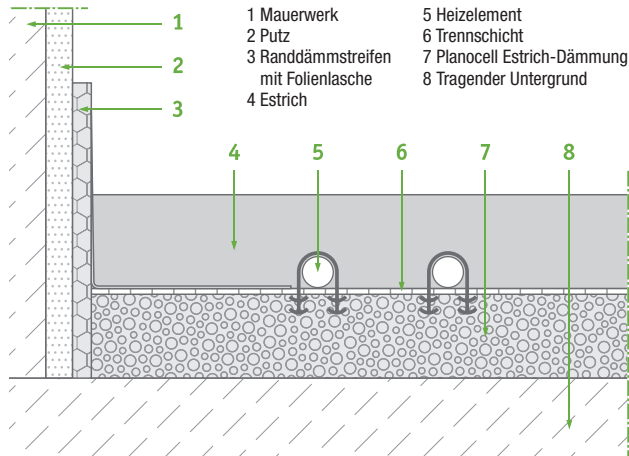 1 Mauerwerk
2 Putz
3 Randdämmstreifen
mit Folienlasche
4 Estrich
5 Heizelement
6 Trennschicht
7 Planocell Estrich-Dämmung
8 Tragender Untergrund
1
2
3
4
5
6
7
8